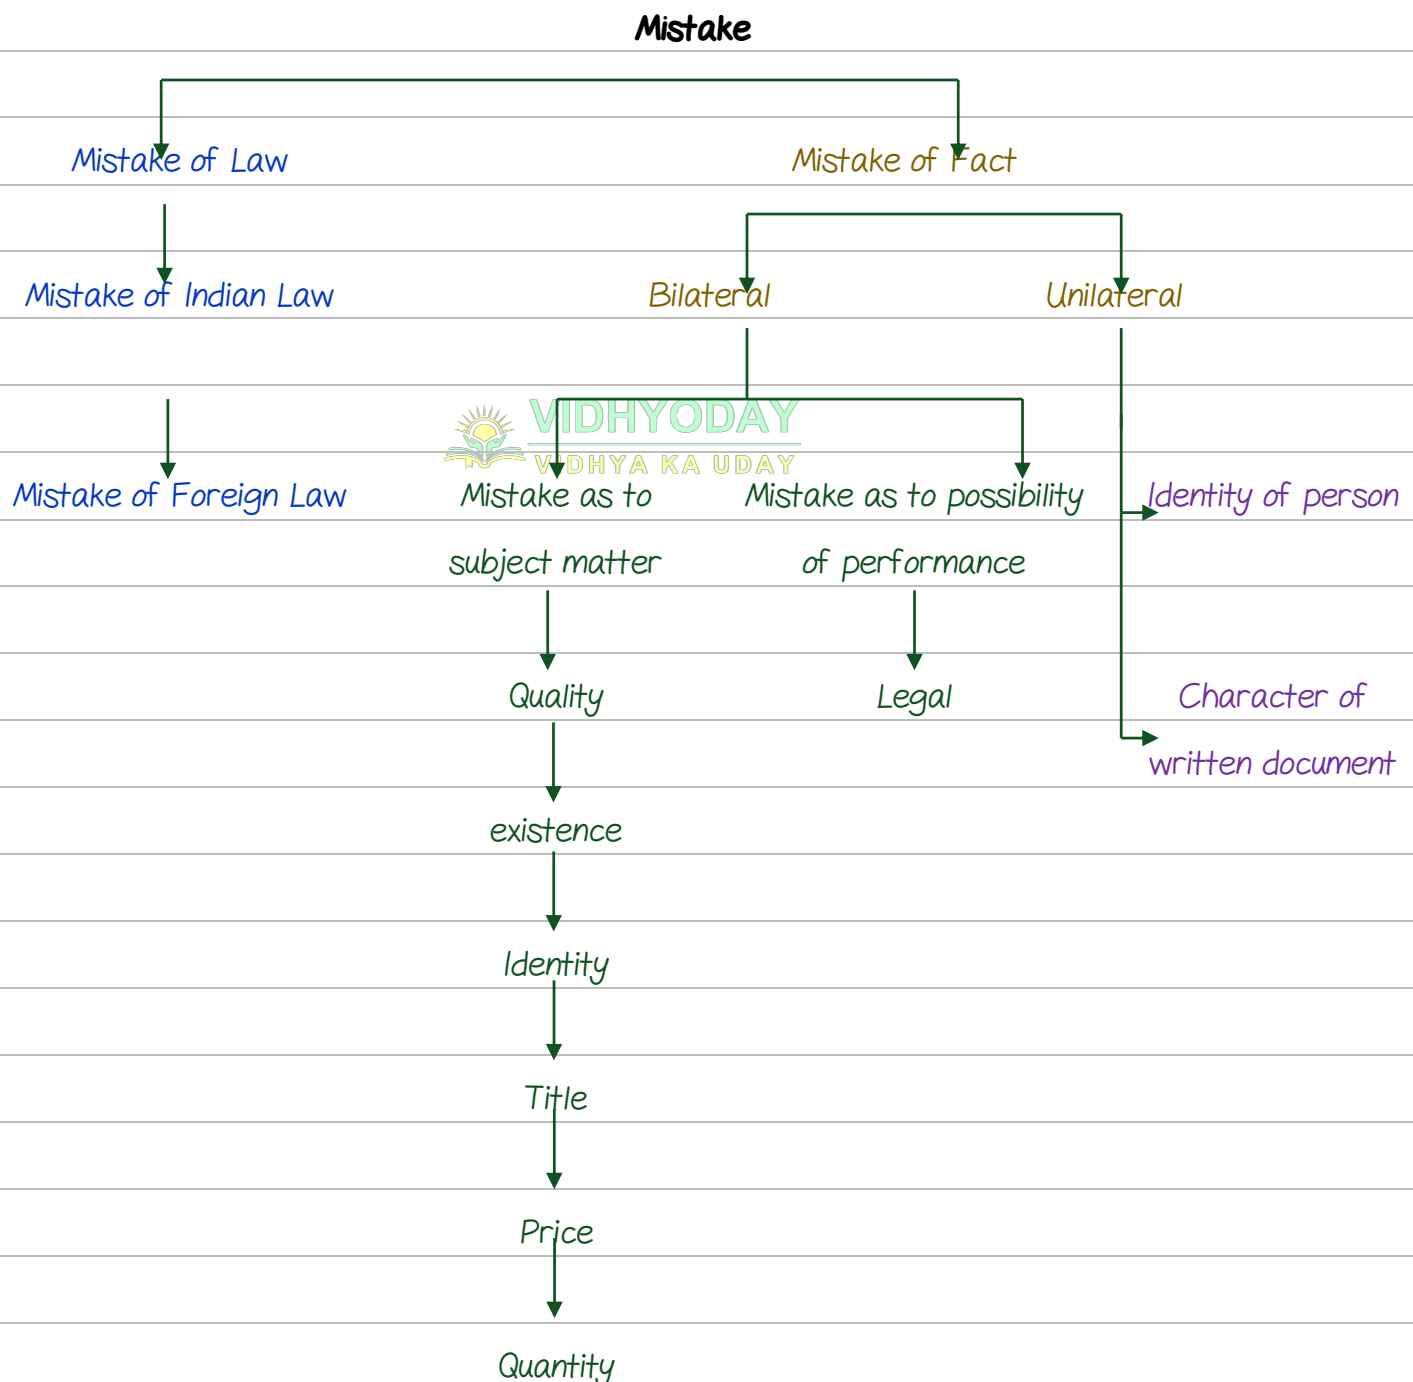 Mistake
Mistake of Law
Mistake of Fact
Mistake of Indian Law
Bilateral
Unilateral
VIDHYODAY
VIDHYA KA UDAY
Mistake of Foreign Law
Mistake as to
subject matter
Mistake as to possibility
of performance
Identity of person
Quality
Legal
Character of
written document
existence
Identity
Title
Price
Quantity